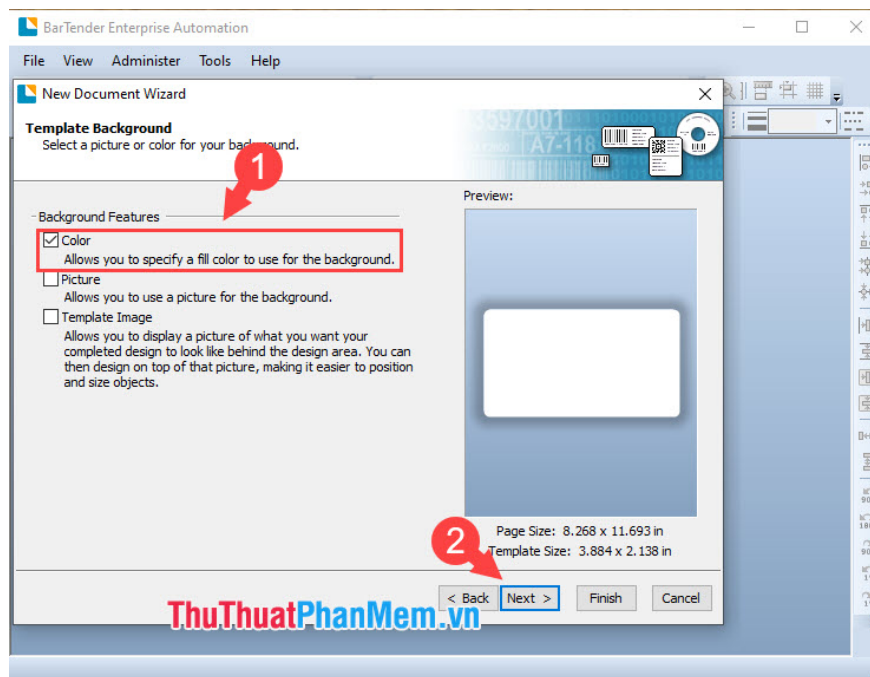 BarTender Enterprise Automation
File View Administer Tools Help
New Document Wizard
Template Background
Select a picture or color for your background.
3597001
A7-118
1
Preview:
Background Features
Color
Allows you to specify a fill color to use for the background.
Picture
Allows you to use a picture for the background.
Template Image
Allows you to display a picture of what you want your
completed design to look like behind the design area. You can
then design on top of that picture, making it easier to position
and size objects.
Page Size: 8.268 x 11.693 in
2
Template Size: 3.884 x 2.138 in
< Back Next > Finish Cancel
ThuThuatPhanMem.vn